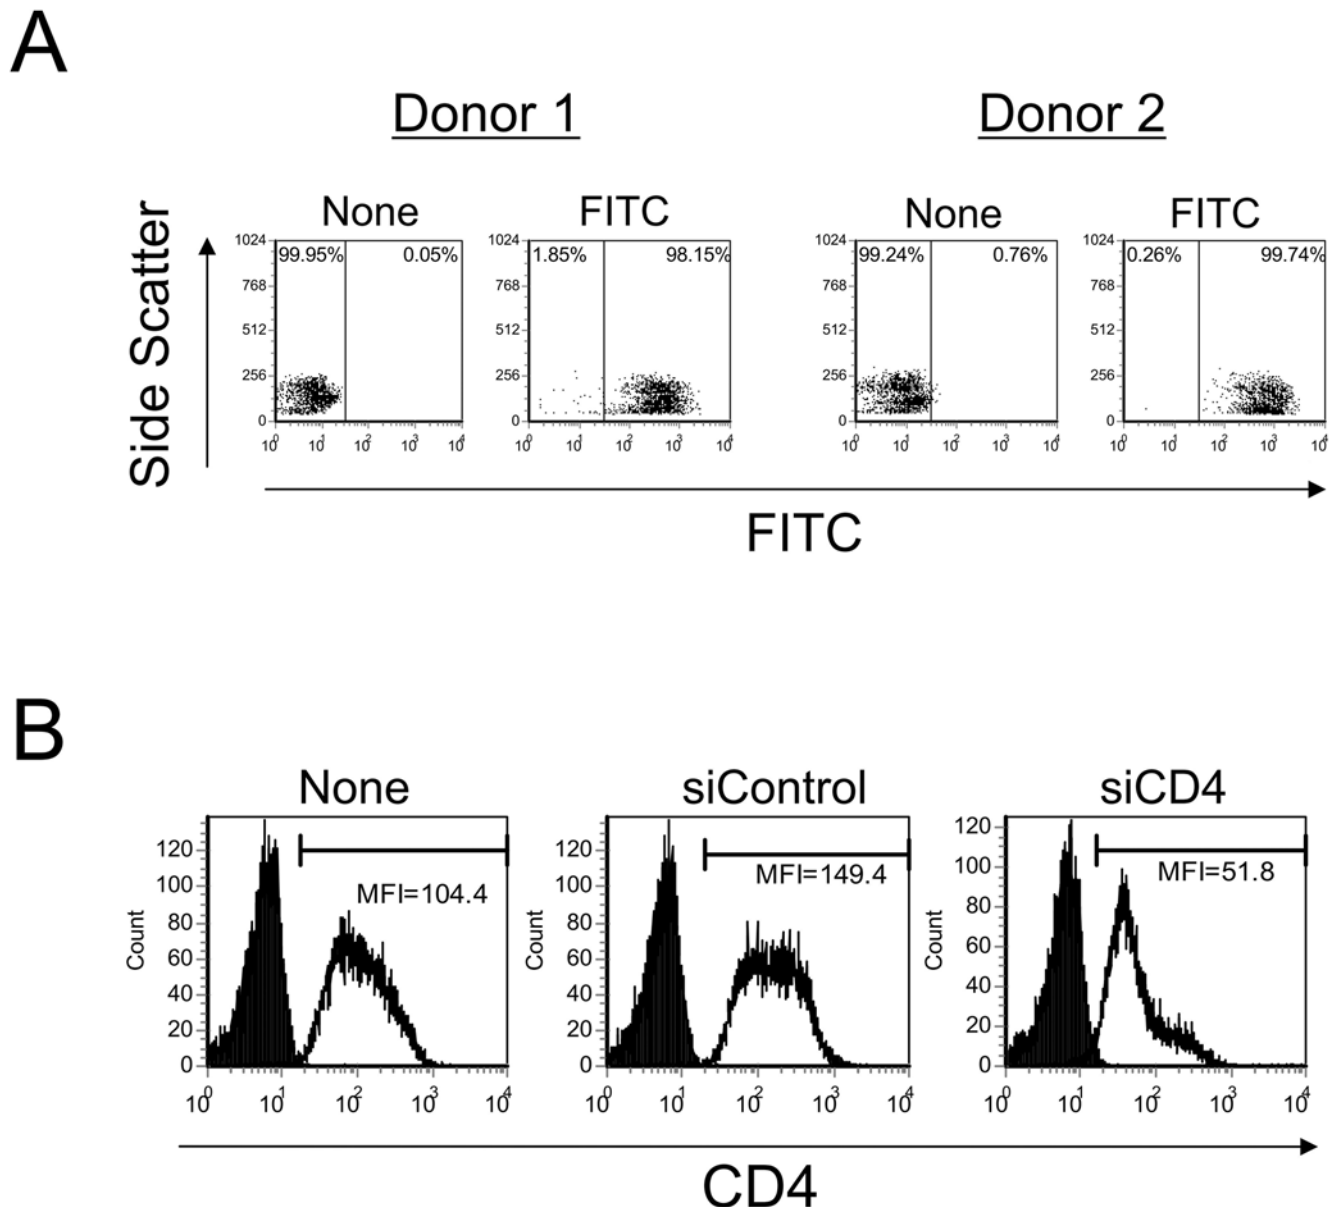 A
Donor 1 Donor 2
None FITC None FITC
Side Scatter
1024 99.95% 0.05% 1024 1.85% 98.15% 1024 99.24% 0.76% 1024 0.26% 99.74%
768 768 768 768
512 512 512 512
256 256 256 256
0 0 0 0
10^0 10^1 10^2 10^3 10^4 10^0 10^1 10^2 10^3 10^4 10^0 10^1 10^2 10^3 10^4 10^0 10^1 10^2 10^3 10^4
FITC
B
None siControl siCD4
Count Count Count
120 120 120
MFI=104.4 MFI=149.4 MFI=51.8
100 100 100
80 80 80
60 60 60
40 40 40
20 20 20
0 0 0
10^0 10^1 10^2 10^3 10^4 10^0 10^1 10^2 10^3 10^4 10^0 10^1 10^2 10^3 10^4
CD4